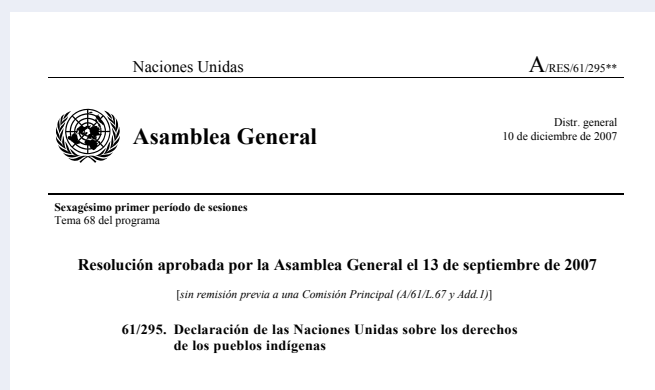 Naciones Unidas A/RES/61/295**
Asamblea General
Distr. general
10 de diciembre de 2007
Sexagésimo primer período de sesiones
Tema 68 del programa
Resolución aprobada por la Asamblea General el 13 de septiembre de 2007
[sin remisión previa a una Comisión Principal (A/61/L.67 y Add.1)]
61/295. Declaración de las Naciones Unidas sobre los derechos
de los pueblos indígenas